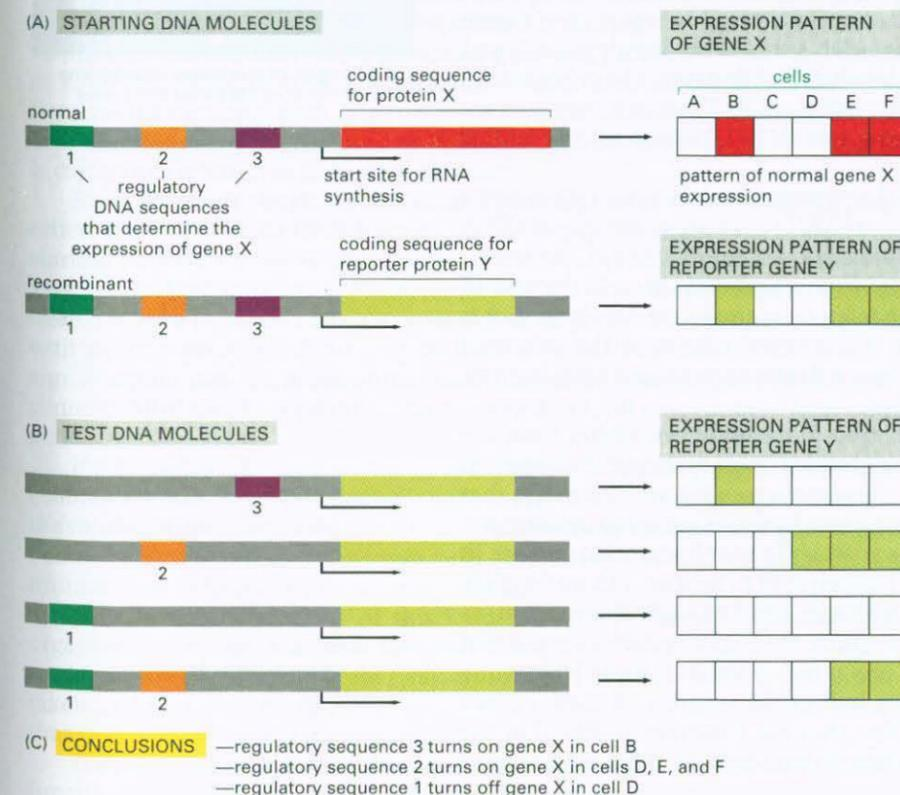 (A) STARTING DNA MOLECULES
EXPRESSION PATTERN
OF GENE X
coding sequence
for protein X
cells
A B C D E F
normal
1 2 3
start site for RNA
synthesis
pattern of normal gene X
expression
regulatory
DNA sequences
that determine the
expression of gene X
coding sequence for
reporter protein Y
EXPRESSION PATTERN OF
REPORTER GENE Y
recombinant
1 2 3
(B) TEST DNA MOLECULES
EXPRESSION PATTERN OF
REPORTER GENE Y
3
2
1
1 2
(C) CONCLUSIONS
—regulatory sequence 3 turns on gene X in cell B
—regulatory sequence 2 turns on gene X in cells D, E, and F
—regulatory sequence 1 turns off gene X in cell D